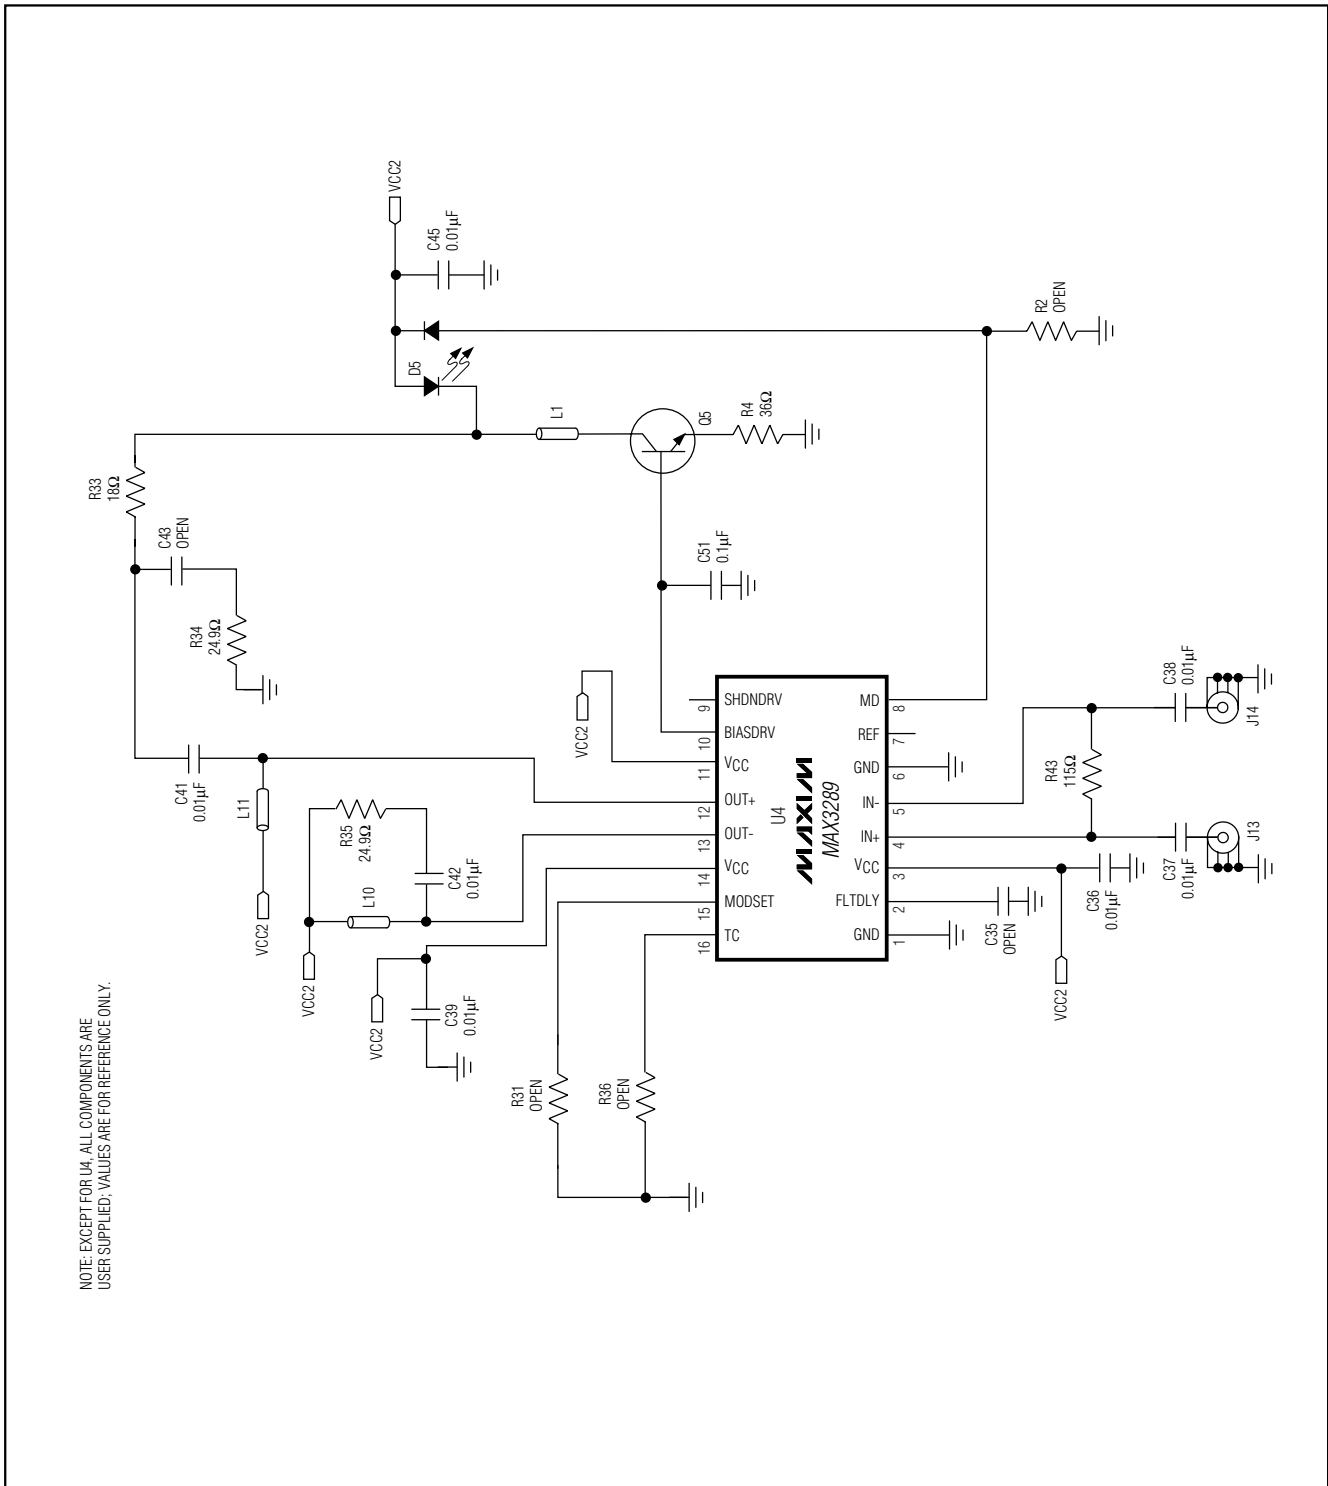 NOTE: EXCEPT FOR U4, ALL COMPONENTS ARE
USER SUPPLIED; VALUES ARE FOR REFERENCE ONLY.
VCC2
C45
0.01µF
D5
R2
OPEN
L1
Q5
R4
36Ω
R33
18Ω
C43
OPEN
R34
24.9Ω
C51
0.1µF
C41
0.01µF
L11
VCC2
VCC2
R35
24.9Ω
C42
0.01µF
L10
VCC2
VCC2
C39
0.01µF
R31
OPEN
R36
OPEN
U4
MAXIM
MAX3289
9
SHDNDRV
10
BIASDRV
11
VCC
12
OUT+
13
OUT-
14
VCC
15
MODSET
16
TC
MD
8
REF
7
GND
6
IN-
5
IN+
4
VCC
3
FLTDLY
2
GND
1
C38
0.01µF
J14
R43
115Ω
C37
0.01µF
J13
C36
0.01µF
C35
OPEN
VCC2